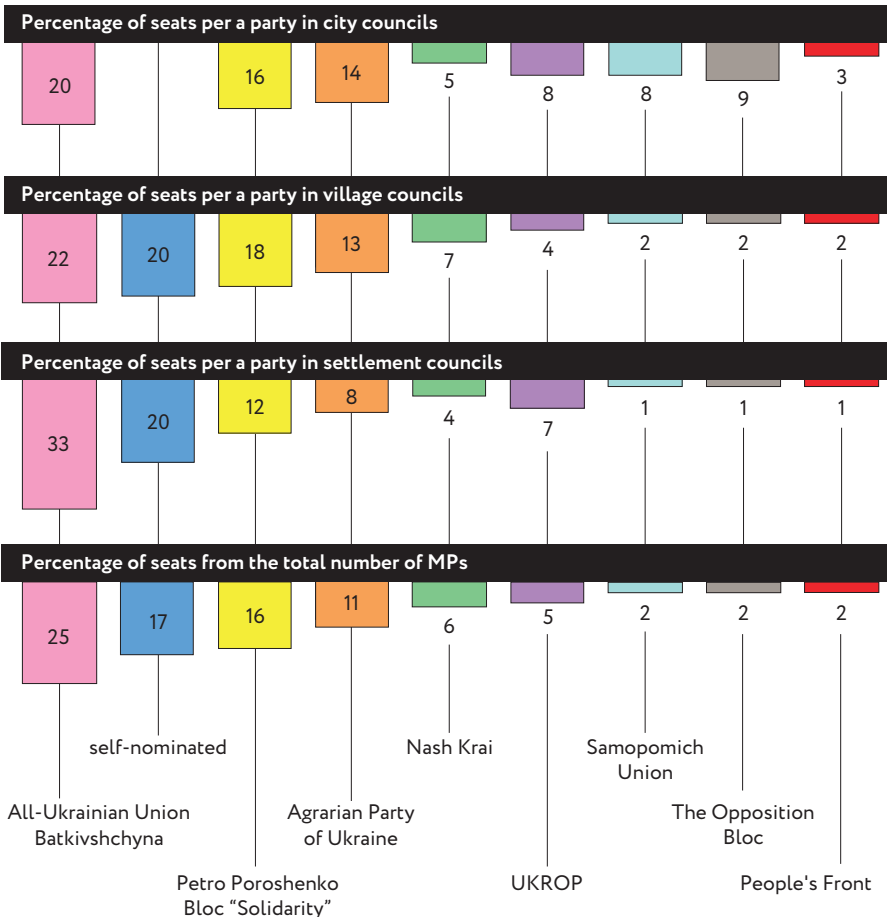 Percentage of seats per a party in city councils
20
16
14
5
8
8
9
3
Percentage of seats per a party in village councils
22
20
18
13
7
4
2
2
2
Percentage of seats per a party in settlement councils
33
20
12
8
4
7
1
1
1
Percentage of seats from the total number of MPs
25
17
16
11
6
5
2
2
2
self-nominated
Nash Krai
Samopomich
Union
All-Ukrainian Union
Batkivshchyna
Agrarian Party
of Ukraine
The Opposition
Bloc
Petro Poroshenko
Bloc “Solidarity”
UKROP
People's Front